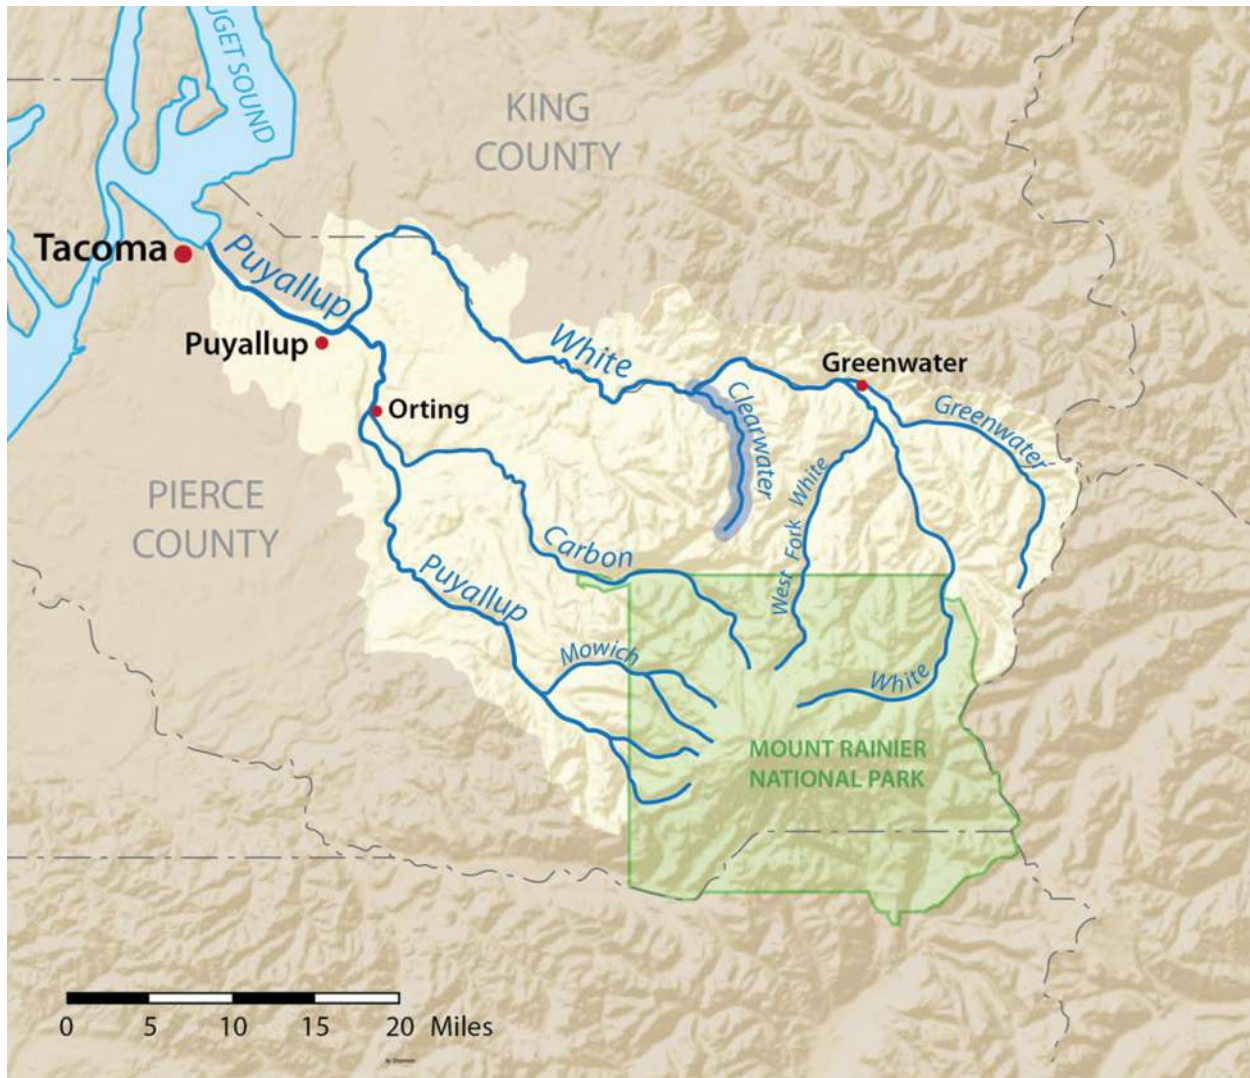 UGET SOUND
KING
COUNTY
Tacoma
Puyallup
Puyallup
White
Greenwater
Clearwater
Greenwater
Orting
West Fork White
PIERCE
COUNTY
Carbon
Puyallup
Mowich
White
MOUNT RAINIER
NATIONAL PARK
0 5 10 15 20 Miles